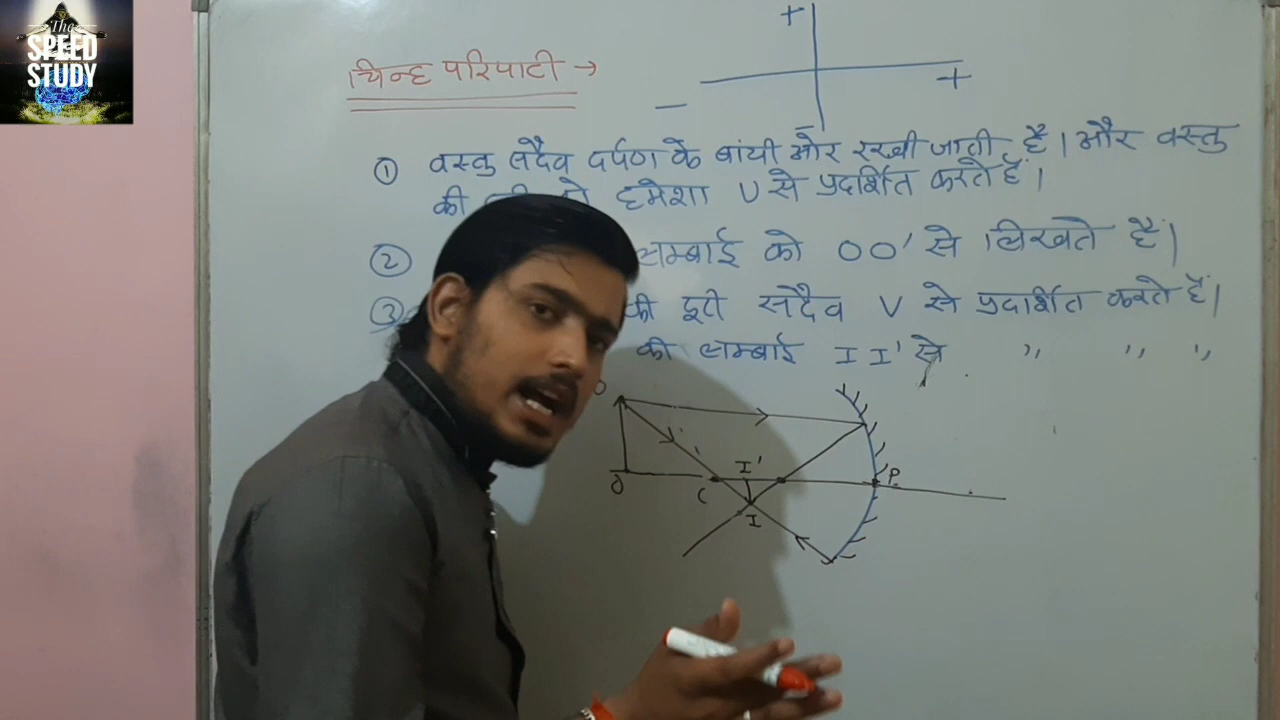 The
SPEED
STUDY
चिन्ह परिपाटी →
+
+
−
−
① वस्तु सदैव दर्पण के बांयी ओर रखी जाती है। और वस्तु
की हमेशा U से प्रदर्शित करते हैं।
② लम्बाई को OO' से लिखते हैं।
③ की दूरी सदैव V से प्रदर्शित करते हैं।
की लम्बाई II' से ,, ,, ,,
O
I'
P
O'
C
I